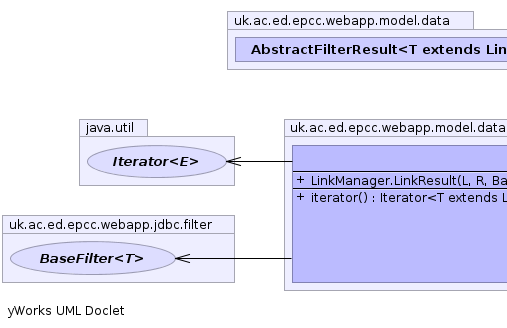 uk.ac.ed.epcc.webapp.model.data
AbstractFilterResult<T extends Lin
java.util
Iterator<E>
uk.ac.ed.epcc.webapp.model.data
+ LinkManager.LinkResult(L, R, Ba
+ iterator() : Iterator<T extends L
uk.ac.ed.epcc.webapp.jdbc.filter
BaseFilter<T>
yWorks UML Doclet